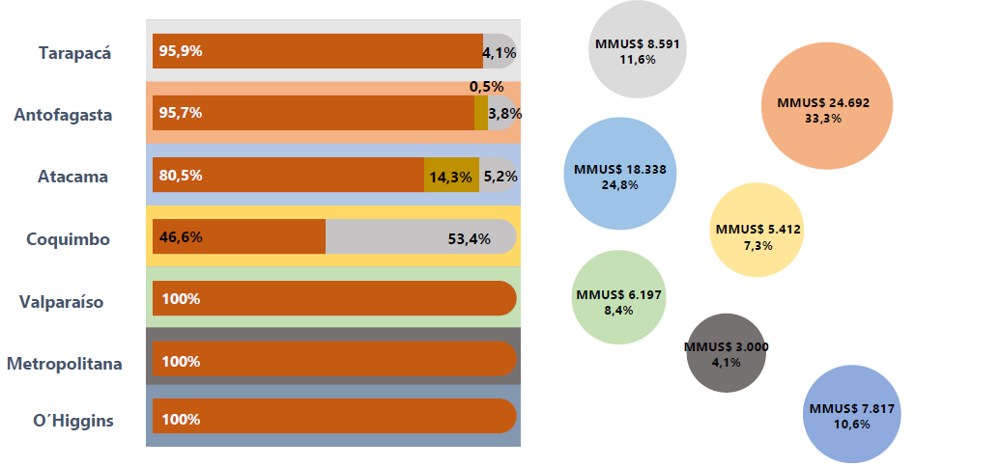 Tarapacá
95,9%
4,1%
0,5%
Antofagasta
95,7%
3,8%
Atacama
80,5%
14,3%
5,2%
Coquimbo
46,6%
53,4%
Valparaíso
100%
Metropolitana
100%
O´Higgins
100%
MMUS$ 8.591
11,6%
MMUS$ 24.692
33,3%
MMUS$ 18.338
24,8%
MMUS$ 5.412
7,3%
MMUS$ 6.197
8,4%
MMUS$ 3.000
4,1%
MMUS$ 7.817
10,6%